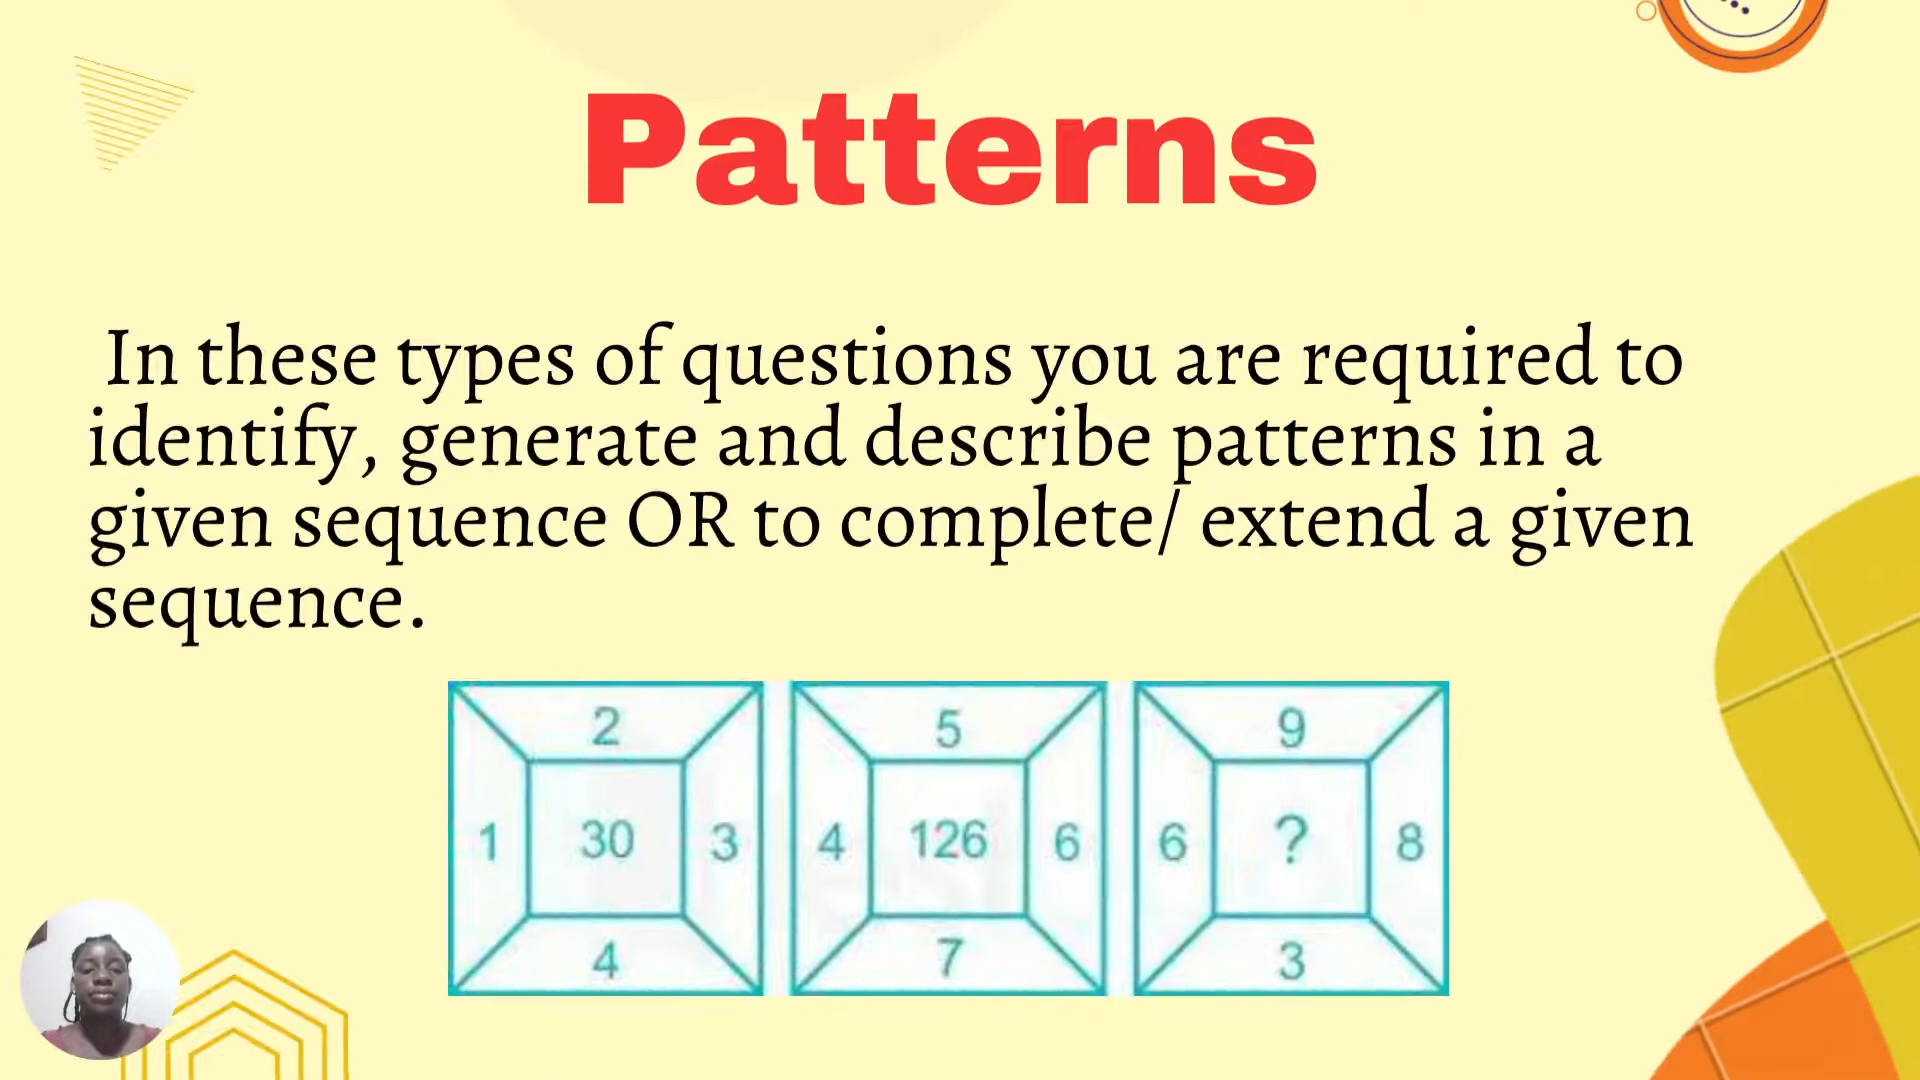 Patterns
In these types of questions you are required to
identify, generate and describe patterns in a
given sequence OR to complete/ extend a given
sequence.
2 5 9
1 30 3 4 126 6 6 ? 8
4 7 3